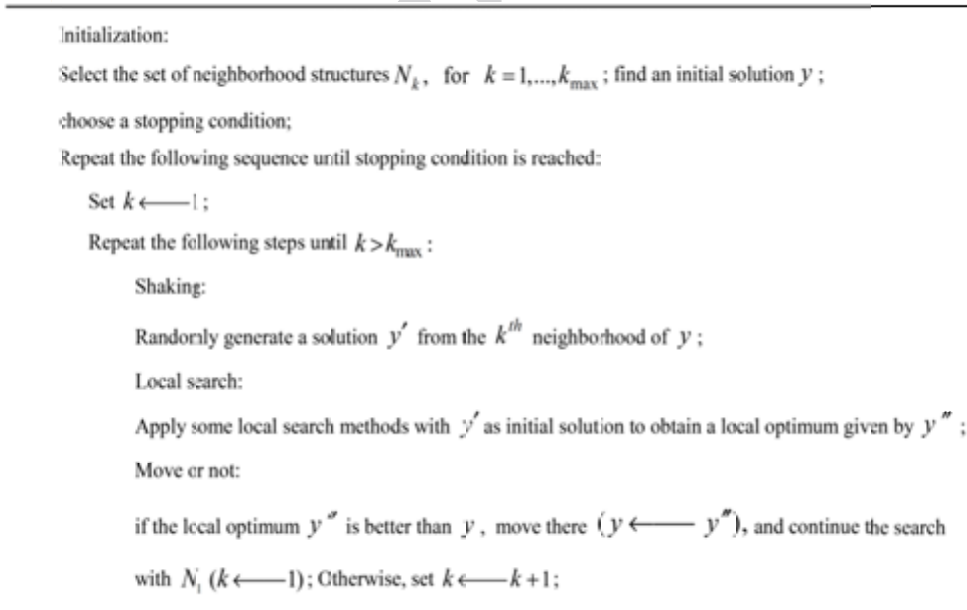 Initialization:
Select the set of neighborhood structures N_k, for k = 1,...,k_max; find an initial solution y;
choose a stopping condition;
Repeat the following sequence until stopping condition is reached:
Set k ← 1;
Repeat the following steps until k > k_max:
Shaking:
Randomly generate a solution y′ from the k^th neighborhood of y;
Local search:
Apply some local search methods with y′ as initial solution to obtain a local optimum given by y″;
Move or not:
if the local optimum y″ is better than y, move there (y ← y″), and continue the search
with N_1 (k ← 1); Otherwise, set k ← k+1;